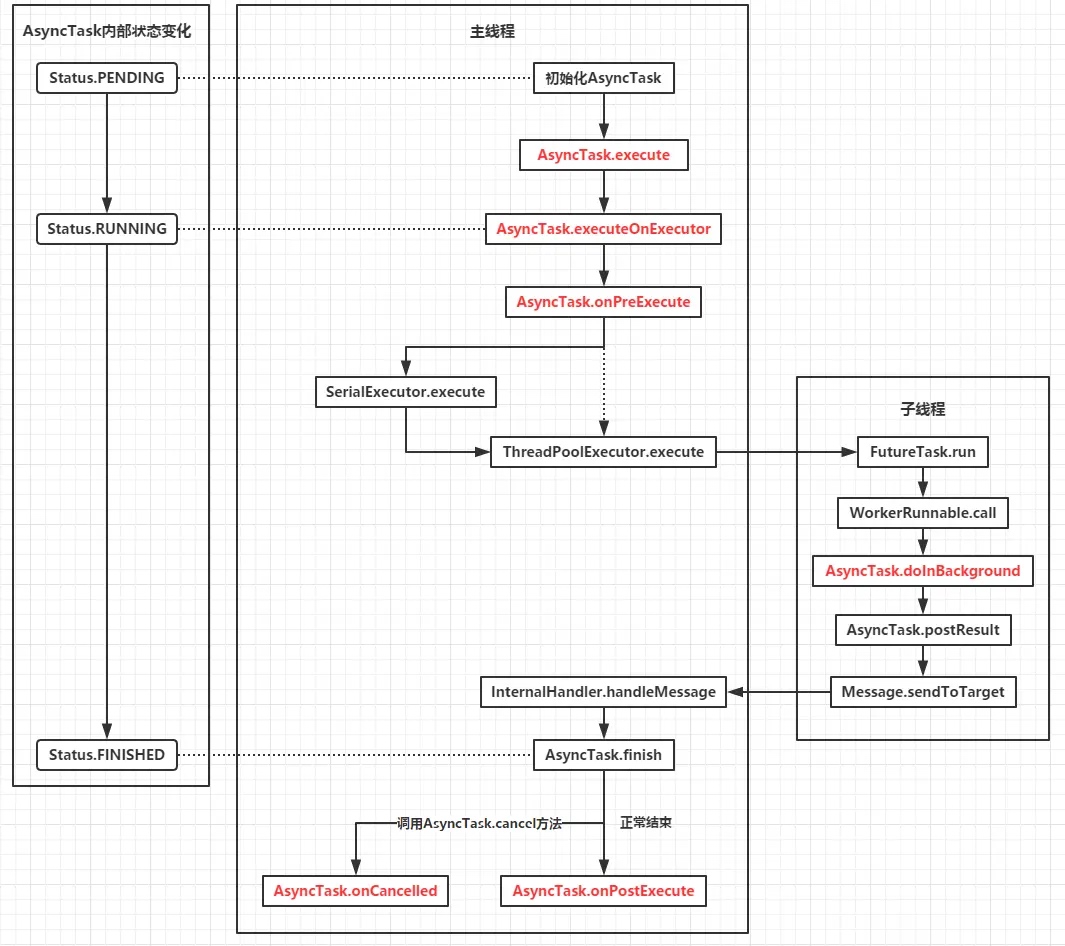 AsyncTask内部状态变化
Status.PENDING
Status.RUNNING
Status.FINISHED
主线程
初始化AsyncTask
AsyncTask.execute
AsyncTask.executeOnExecutor
AsyncTask.onPreExecute
SerialExecutor.execute
ThreadPoolExecutor.execute
子线程
FutureTask.run
WorkerRunnable.call
AsyncTask.doInBackground
AsyncTask.postResult
Message.sendToTarget
InternalHandler.handleMessage
AsyncTask.finish
调用AsyncTask.cancel方法
正常结束
AsyncTask.onCancelled
AsyncTask.onPostExecute